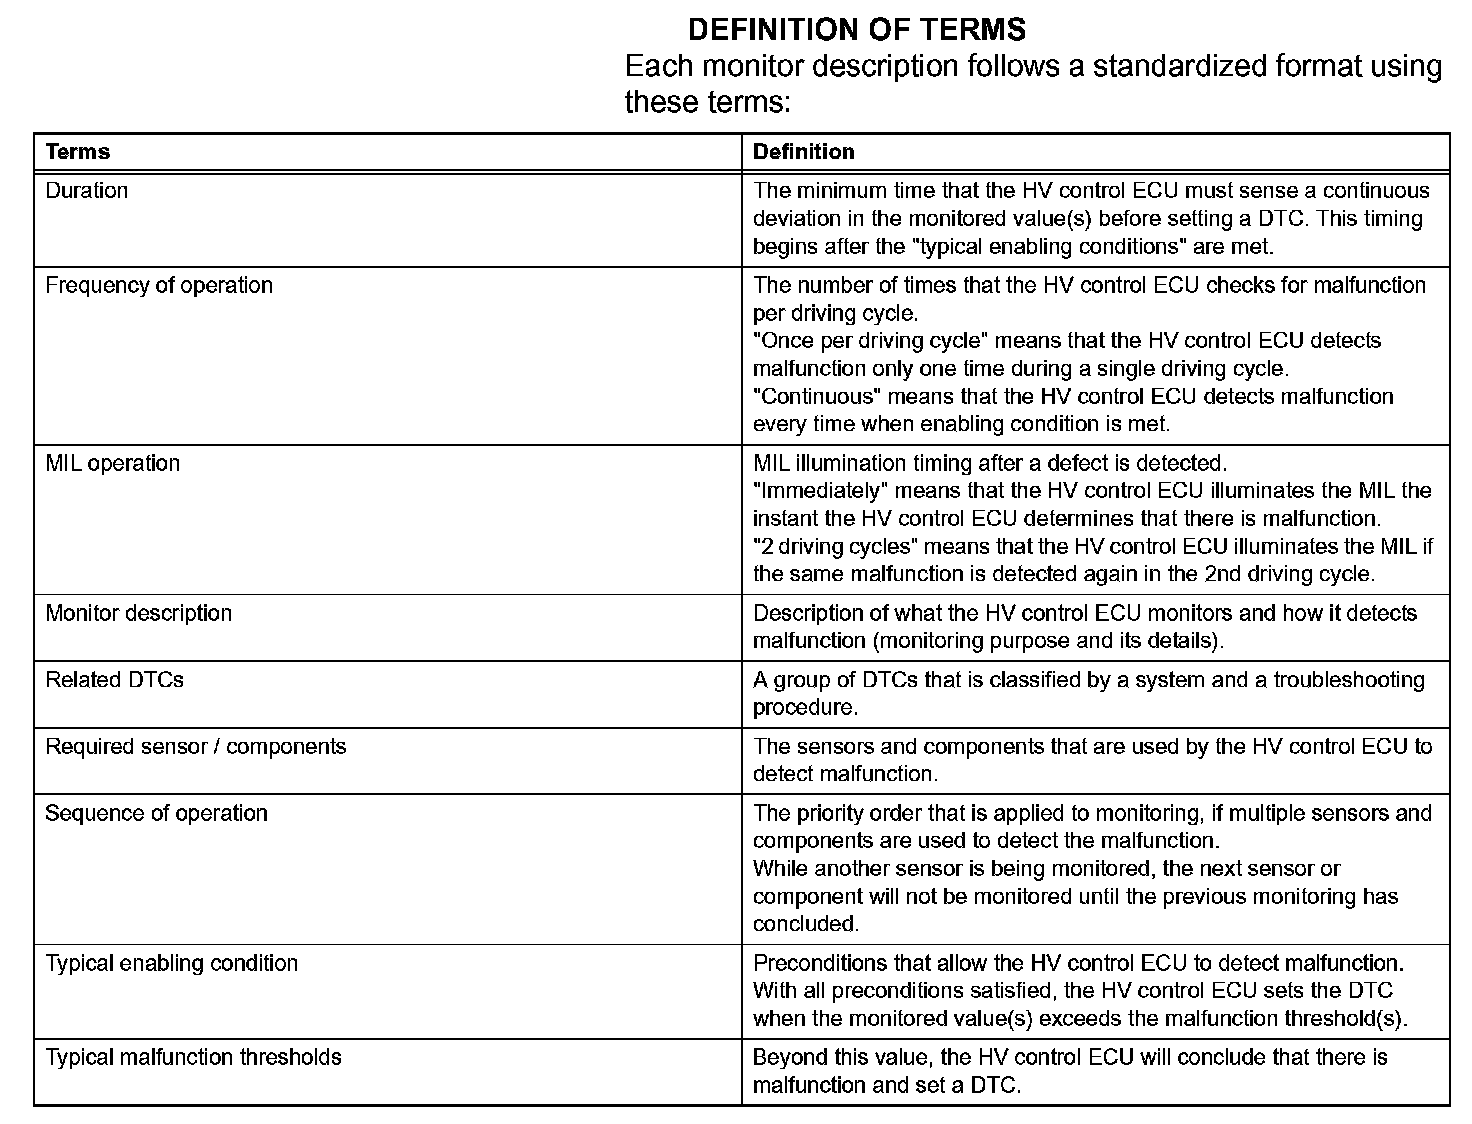 DEFINITION OF TERMS
Each monitor description follows a standardized format using
these terms:
Terms
Definition
Duration
The minimum time that the HV control ECU must sense a continuous
deviation in the monitored value(s) before setting a DTC. This timing
begins after the "typical enabling conditions" are met.
Frequency of operation
The number of times that the HV control ECU checks for malfunction
per driving cycle.
"Once per driving cycle" means that the HV control ECU detects
malfunction only one time during a single driving cycle.
"Continuous" means that the HV control ECU detects malfunction
every time when enabling condition is met.
MIL operation
MIL illumination timing after a defect is detected.
"Immediately" means that the HV control ECU illuminates the MIL the
instant the HV control ECU determines that there is malfunction.
"2 driving cycles" means that the HV control ECU illuminates the MIL if
the same malfunction is detected again in the 2nd driving cycle.
Monitor description
Description of what the HV control ECU monitors and how it detects
malfunction (monitoring purpose and its details).
Related DTCs
A group of DTCs that is classified by a system and a troubleshooting
procedure.
Required sensor / components
The sensors and components that are used by the HV control ECU to
detect malfunction.
Sequence of operation
The priority order that is applied to monitoring, if multiple sensors and
components are used to detect the malfunction.
While another sensor is being monitored, the next sensor or
component will not be monitored until the previous monitoring has
concluded.
Typical enabling condition
Preconditions that allow the HV control ECU to detect malfunction.
With all preconditions satisfied, the HV control ECU sets the DTC
when the monitored value(s) exceeds the malfunction threshold(s).
Typical malfunction thresholds
Beyond this value, the HV control ECU will conclude that there is
malfunction and set a DTC.